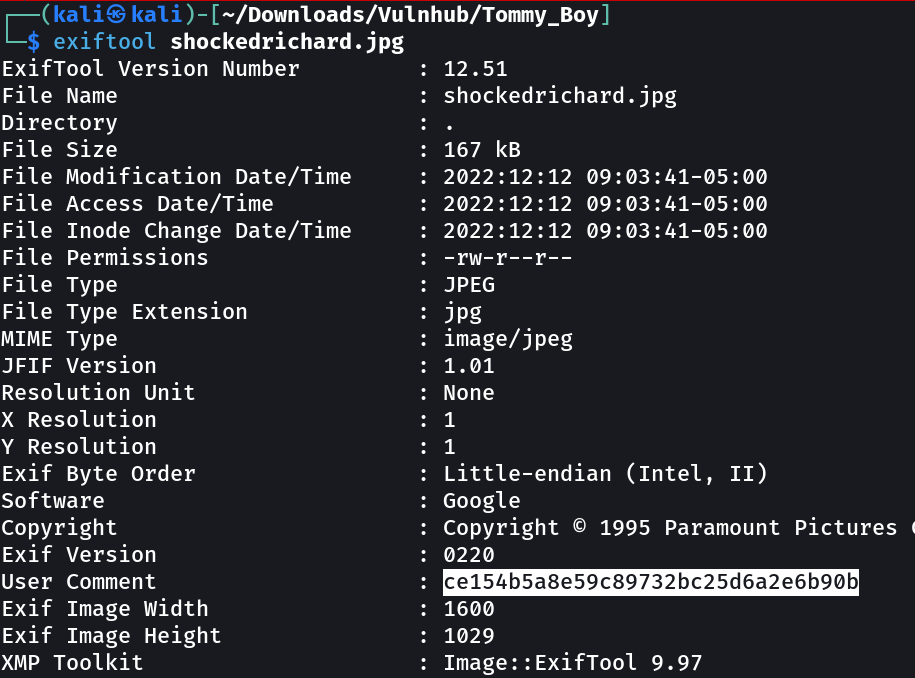 ┌──(kali㉿kali)-[~/Downloads/Vulnhub/Tommy_Boy]
└─$ exiftool shockedrichard.jpg
ExifTool Version Number : 12.51
File Name : shockedrichard.jpg
Directory : .
File Size : 167 kB
File Modification Date/Time : 2022:12:12 09:03:41-05:00
File Access Date/Time : 2022:12:12 09:03:41-05:00
File Inode Change Date/Time : 2022:12:12 09:03:41-05:00
File Permissions : -rw-r--r--
File Type : JPEG
File Type Extension : jpg
MIME Type : image/jpeg
JFIF Version : 1.01
Resolution Unit : None
X Resolution : 1
Y Resolution : 1
Exif Byte Order : Little-endian (Intel, II)
Software : Google
Copyright : Copyright © 1995 Paramount Pictures
Exif Version : 0220
User Comment : ce154b5a8e59c89732bc25d6a2e6b90b
Exif Image Width : 1600
Exif Image Height : 1029
XMP Toolkit : Image::ExifTool 9.97